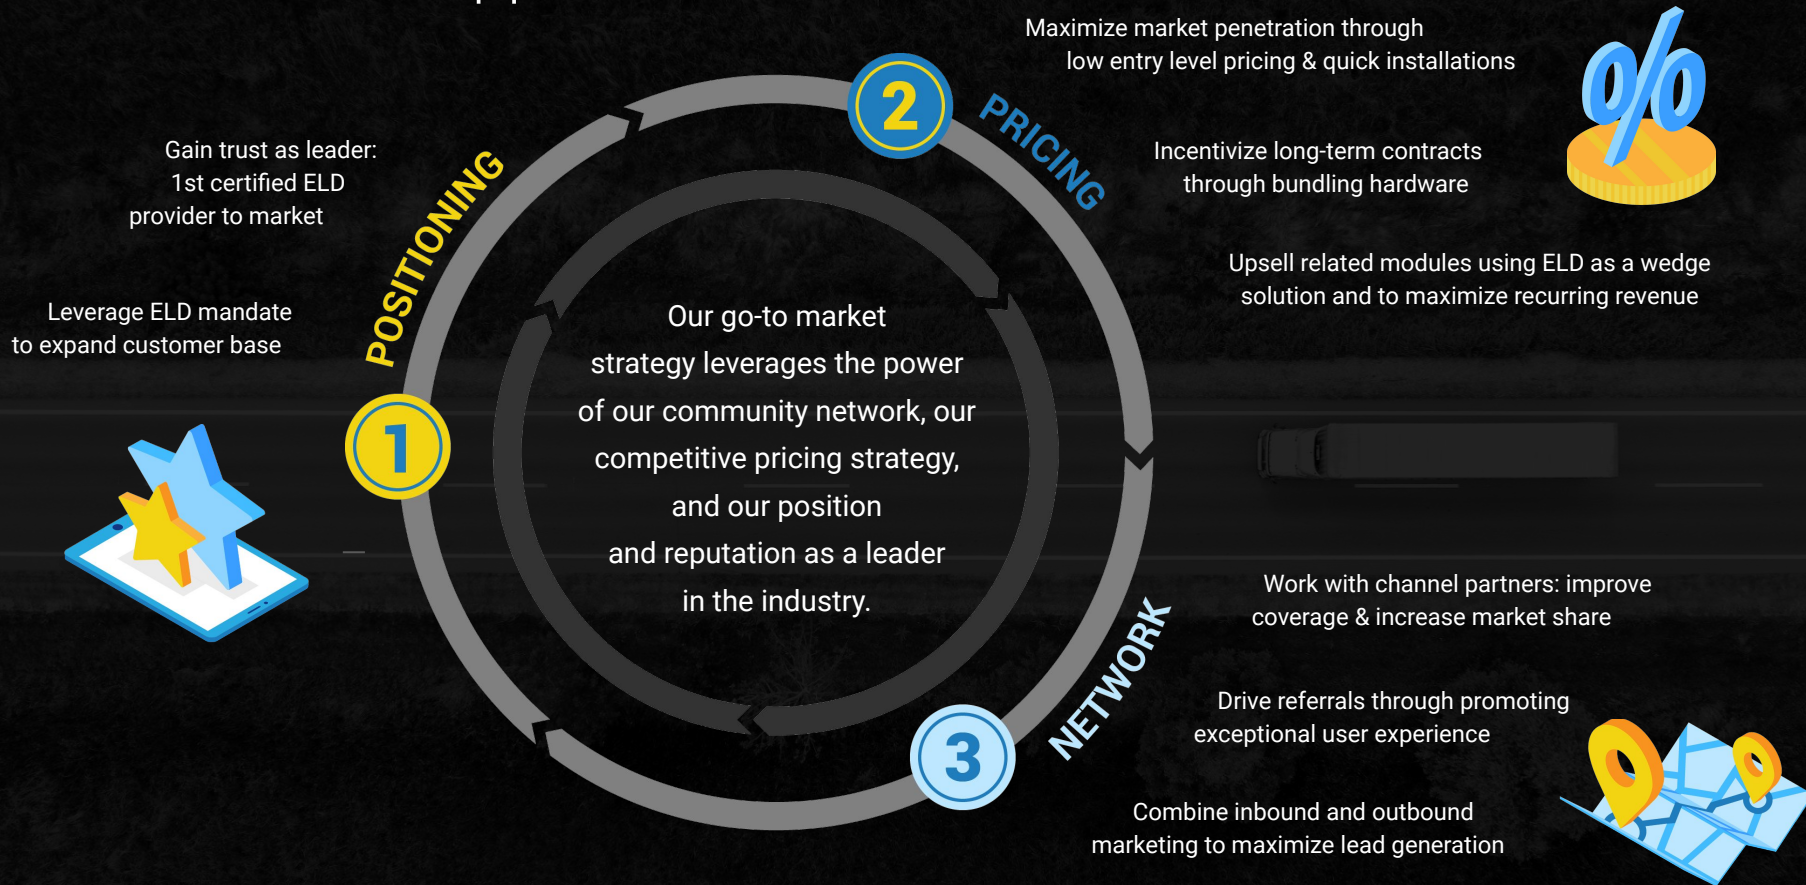 Gain trust as leader:
1st certified ELD
provider to market
Leverage ELD mandate
to expand customer base
POSITIONING
1
2
PRICING
Maximize market penetration through
low entry level pricing & quick installations
Incentivize long-term contracts
through bundling hardware
Upsell related modules using ELD as a wedge
solution and to maximize recurring revenue
Our go-to market
strategy leverages the power
of our community network, our
competitive pricing strategy,
and our position
and reputation as a leader
in the industry.
3
NETWORK
Work with channel partners: improve
coverage & increase market share
Drive referrals through promoting
exceptional user experience
Combine inbound and outbound
marketing to maximize lead generation